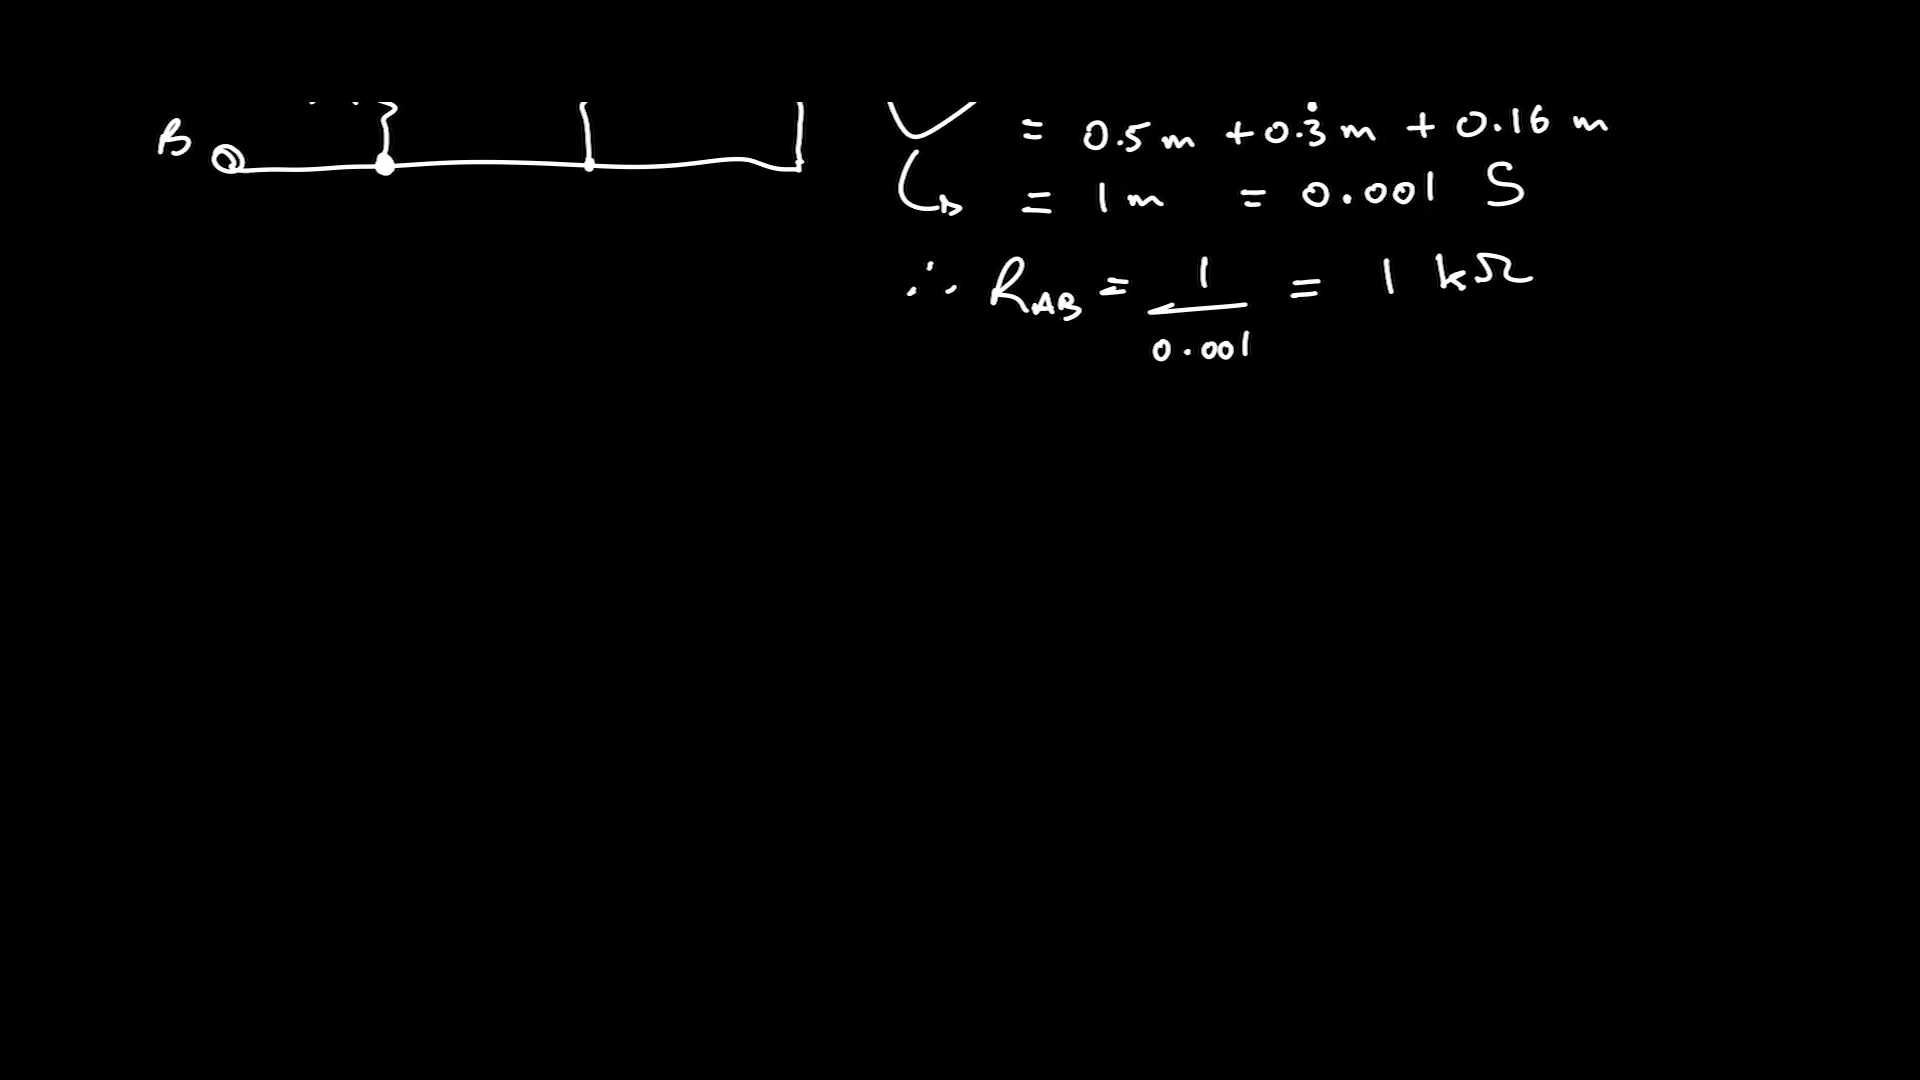 B
= 0.5 m + 0.3̇ m + 0.16 m
= 1 m = 0.001 S
∴ R_AB = 1/0.001 = 1 kΩ